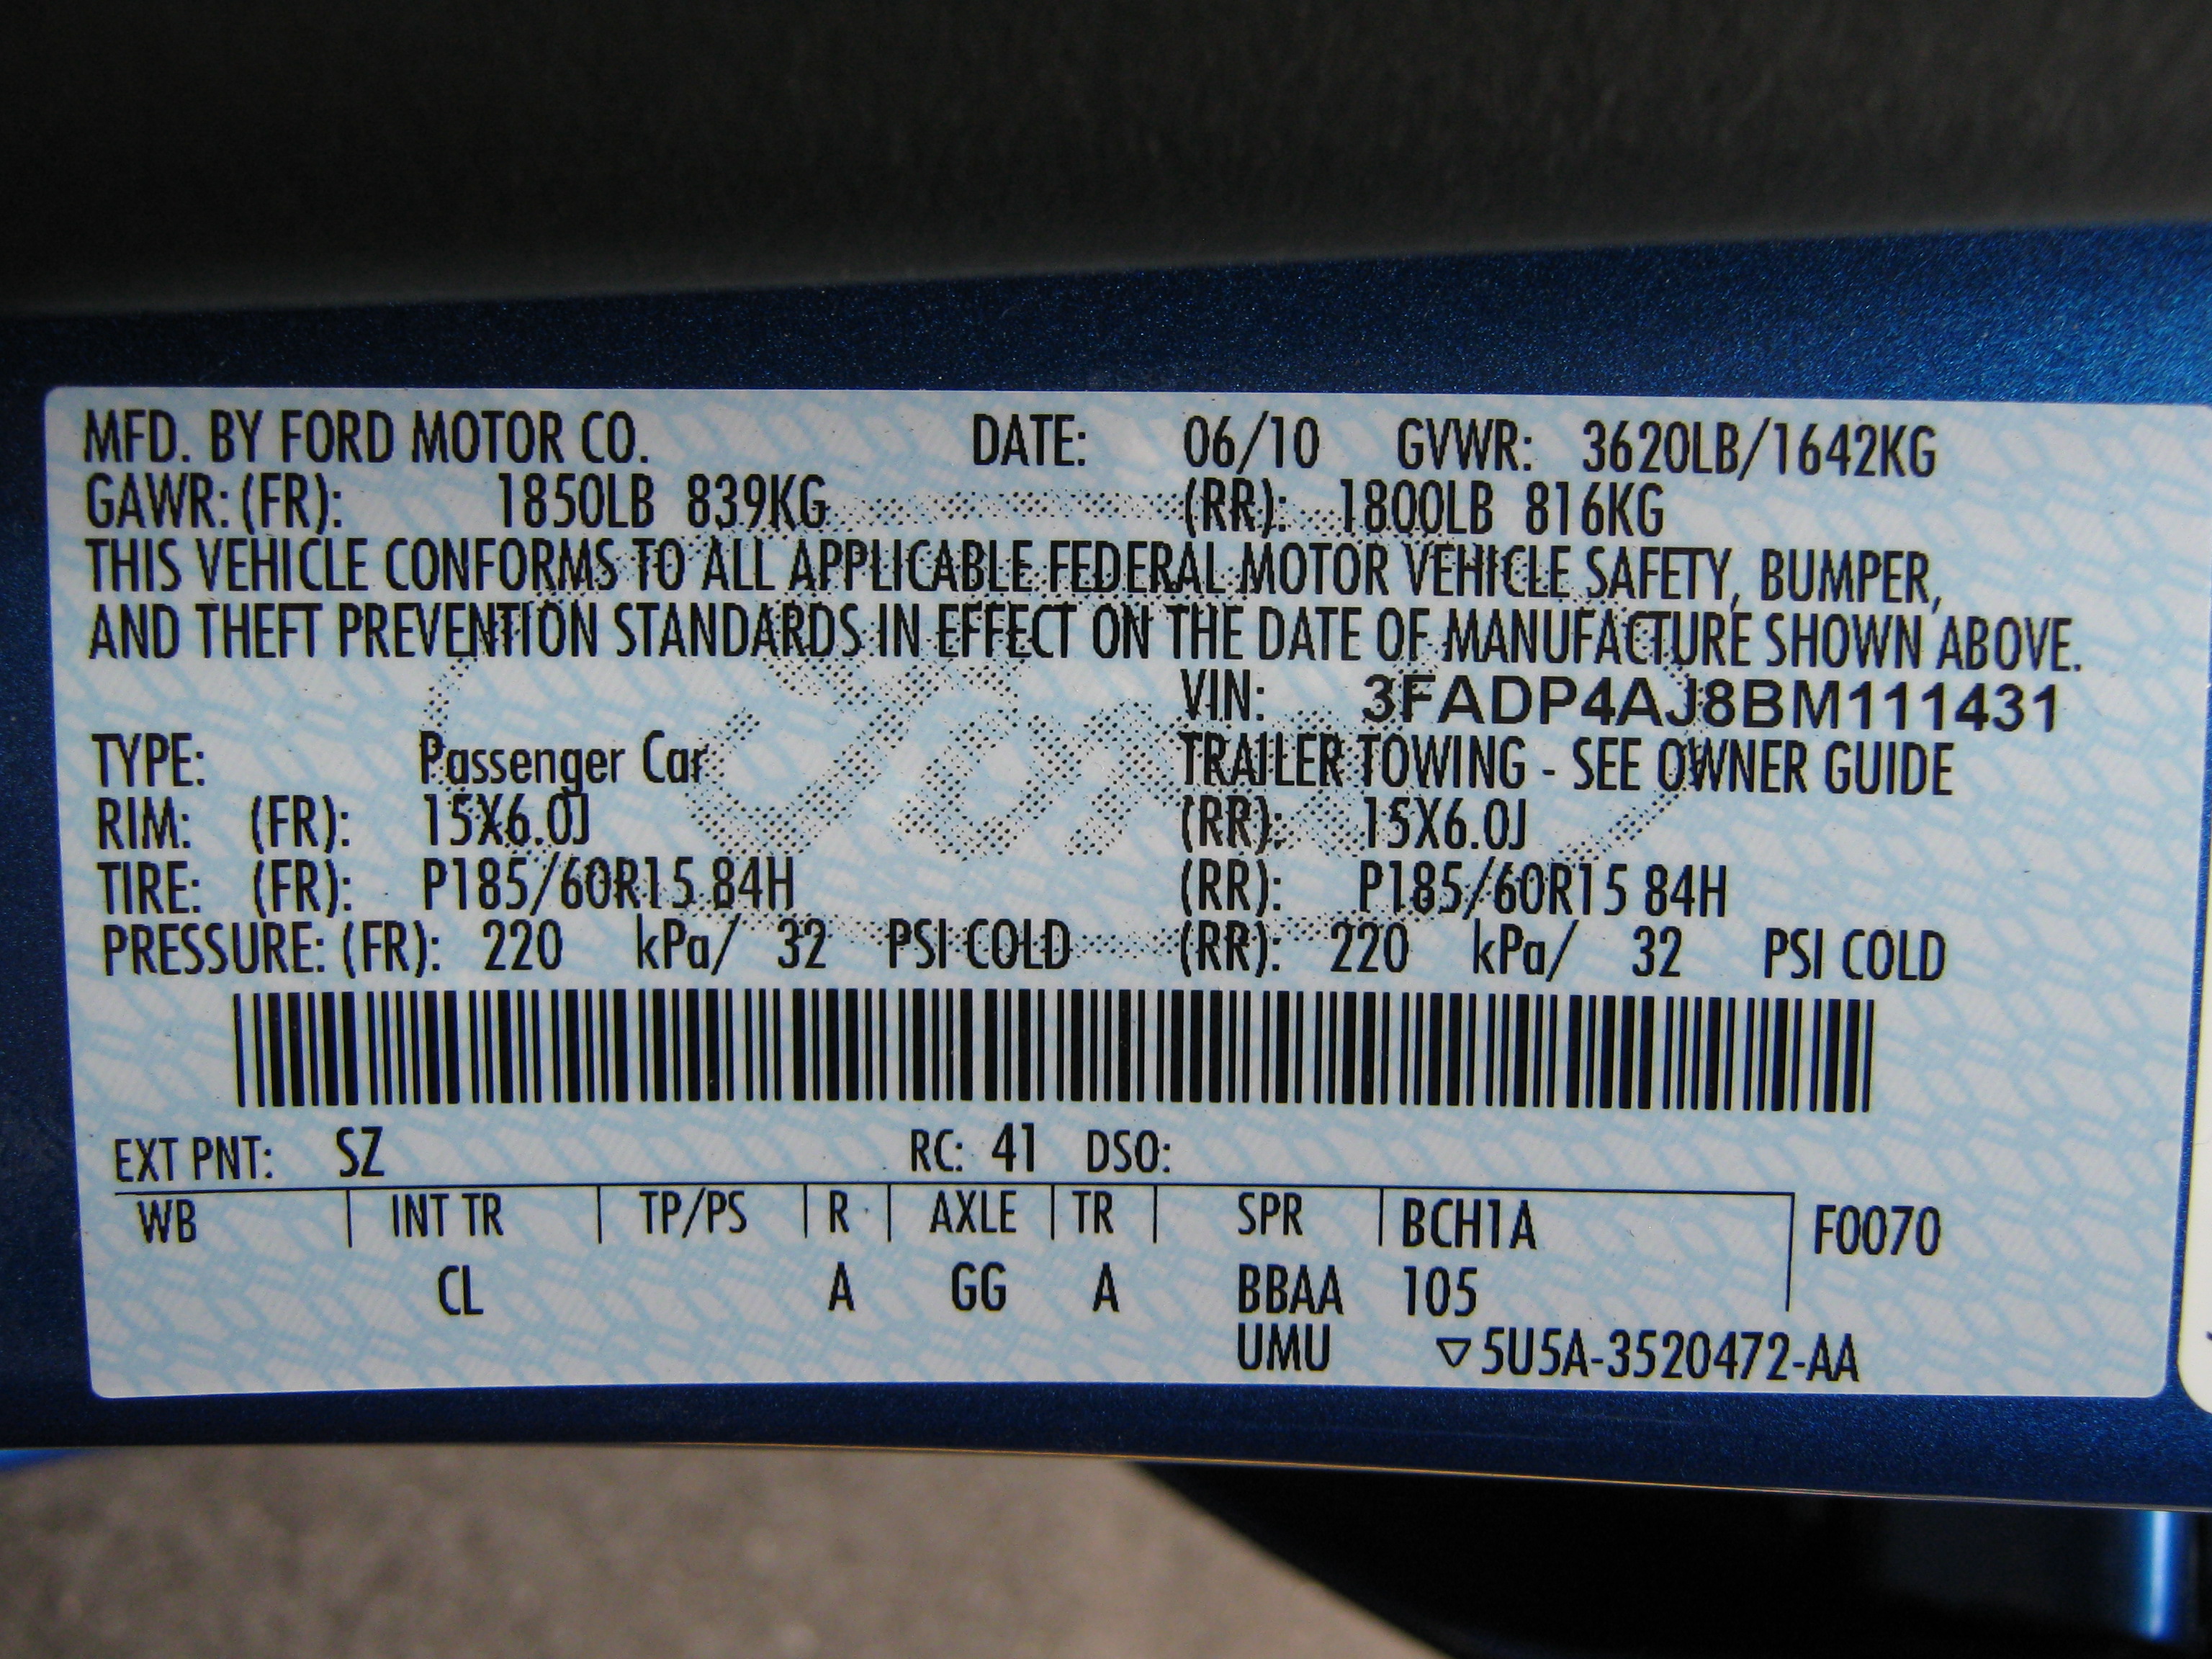 MFD. BY FORD MOTOR CO. DATE: 06/10 GVWR: 3620LB/1642KG
GAWR: (FR): 1850LB 839KG (RR): 1800LB 816KG
THIS VEHICLE CONFORMS TO ALL APPLICABLE FEDERAL MOTOR VEHICLE SAFETY, BUMPER,
AND THEFT PREVENTION STANDARDS IN EFFECT ON THE DATE OF MANUFACTURE SHOWN ABOVE.
VIN: 3FADP4AJ8BM111431
TYPE: Passenger Car TRAILER TOWING - SEE OWNER GUIDE
RIM: (FR): 15X6.0J (RR): 15X6.0J
TIRE: (FR): P185/60R15 84H (RR): P185/60R15 84H
PRESSURE: (FR): 220 kPa/ 32 PSI COLD (RR): 220 kPa/ 32 PSI COLD
EXT PNT: SZ RC: 41 DSO:
WB INT TR TP/PS R AXLE TR SPR BCH1A F0070
CL A GG A BBAA 105
UMU ▽5U5A-3520472-AA
Ford